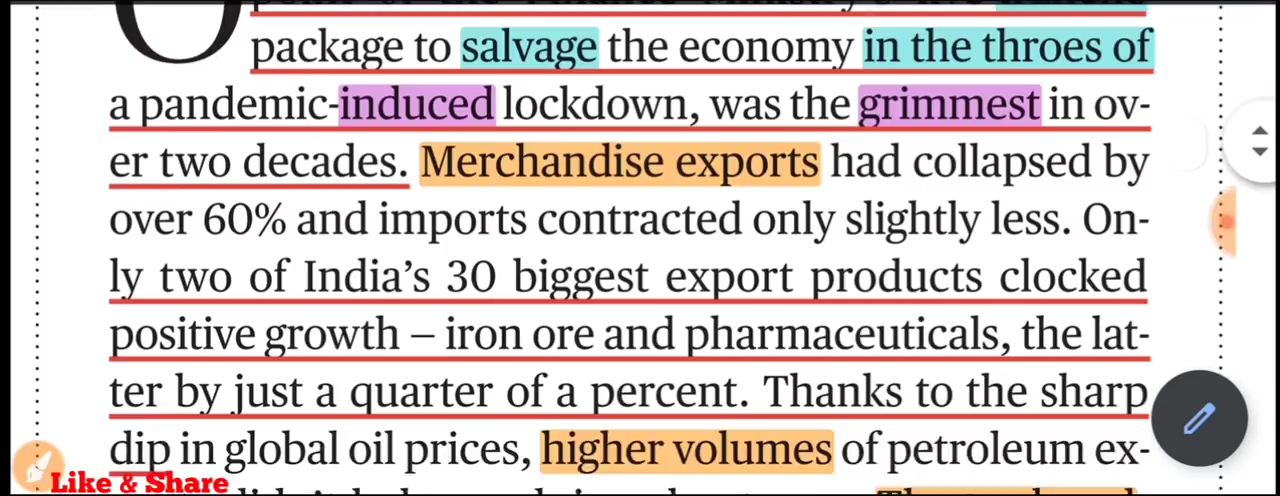 O
package to salvage the economy in the throes of
a pandemic-induced lockdown, was the grimmest in ov-
er two decades. Merchandise exports had collapsed by
over 60% and imports contracted only slightly less. On-
ly two of India's 30 biggest export products clocked
positive growth – iron ore and pharmaceuticals, the lat-
ter by just a quarter of a percent. Thanks to the sharp
dip in global oil prices, higher volumes of petroleum ex-
Like & Share